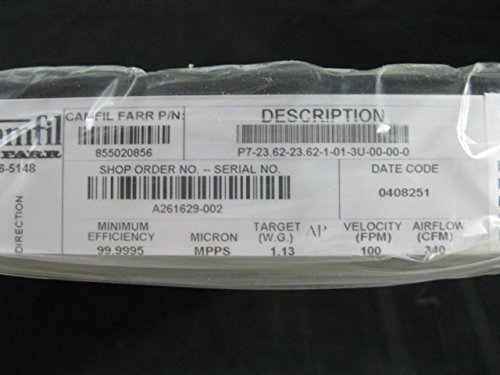 CAMFIL FARR P/N:
DESCRIPTION
FARR
855020856
P7-23.62-23.62-1-01-3U-00-00-0
6-5148
SHOP ORDER NO. -- SERIAL NO.
DATE CODE
0408251
A261629-002
DIRECTION
MINIMUM EFFICIENCY
MICRON
TARGET (W.G.)
AP
VELOCITY (FPM)
AIRFLOW (CFM)
99.9995
MPPS
1.13
100
340